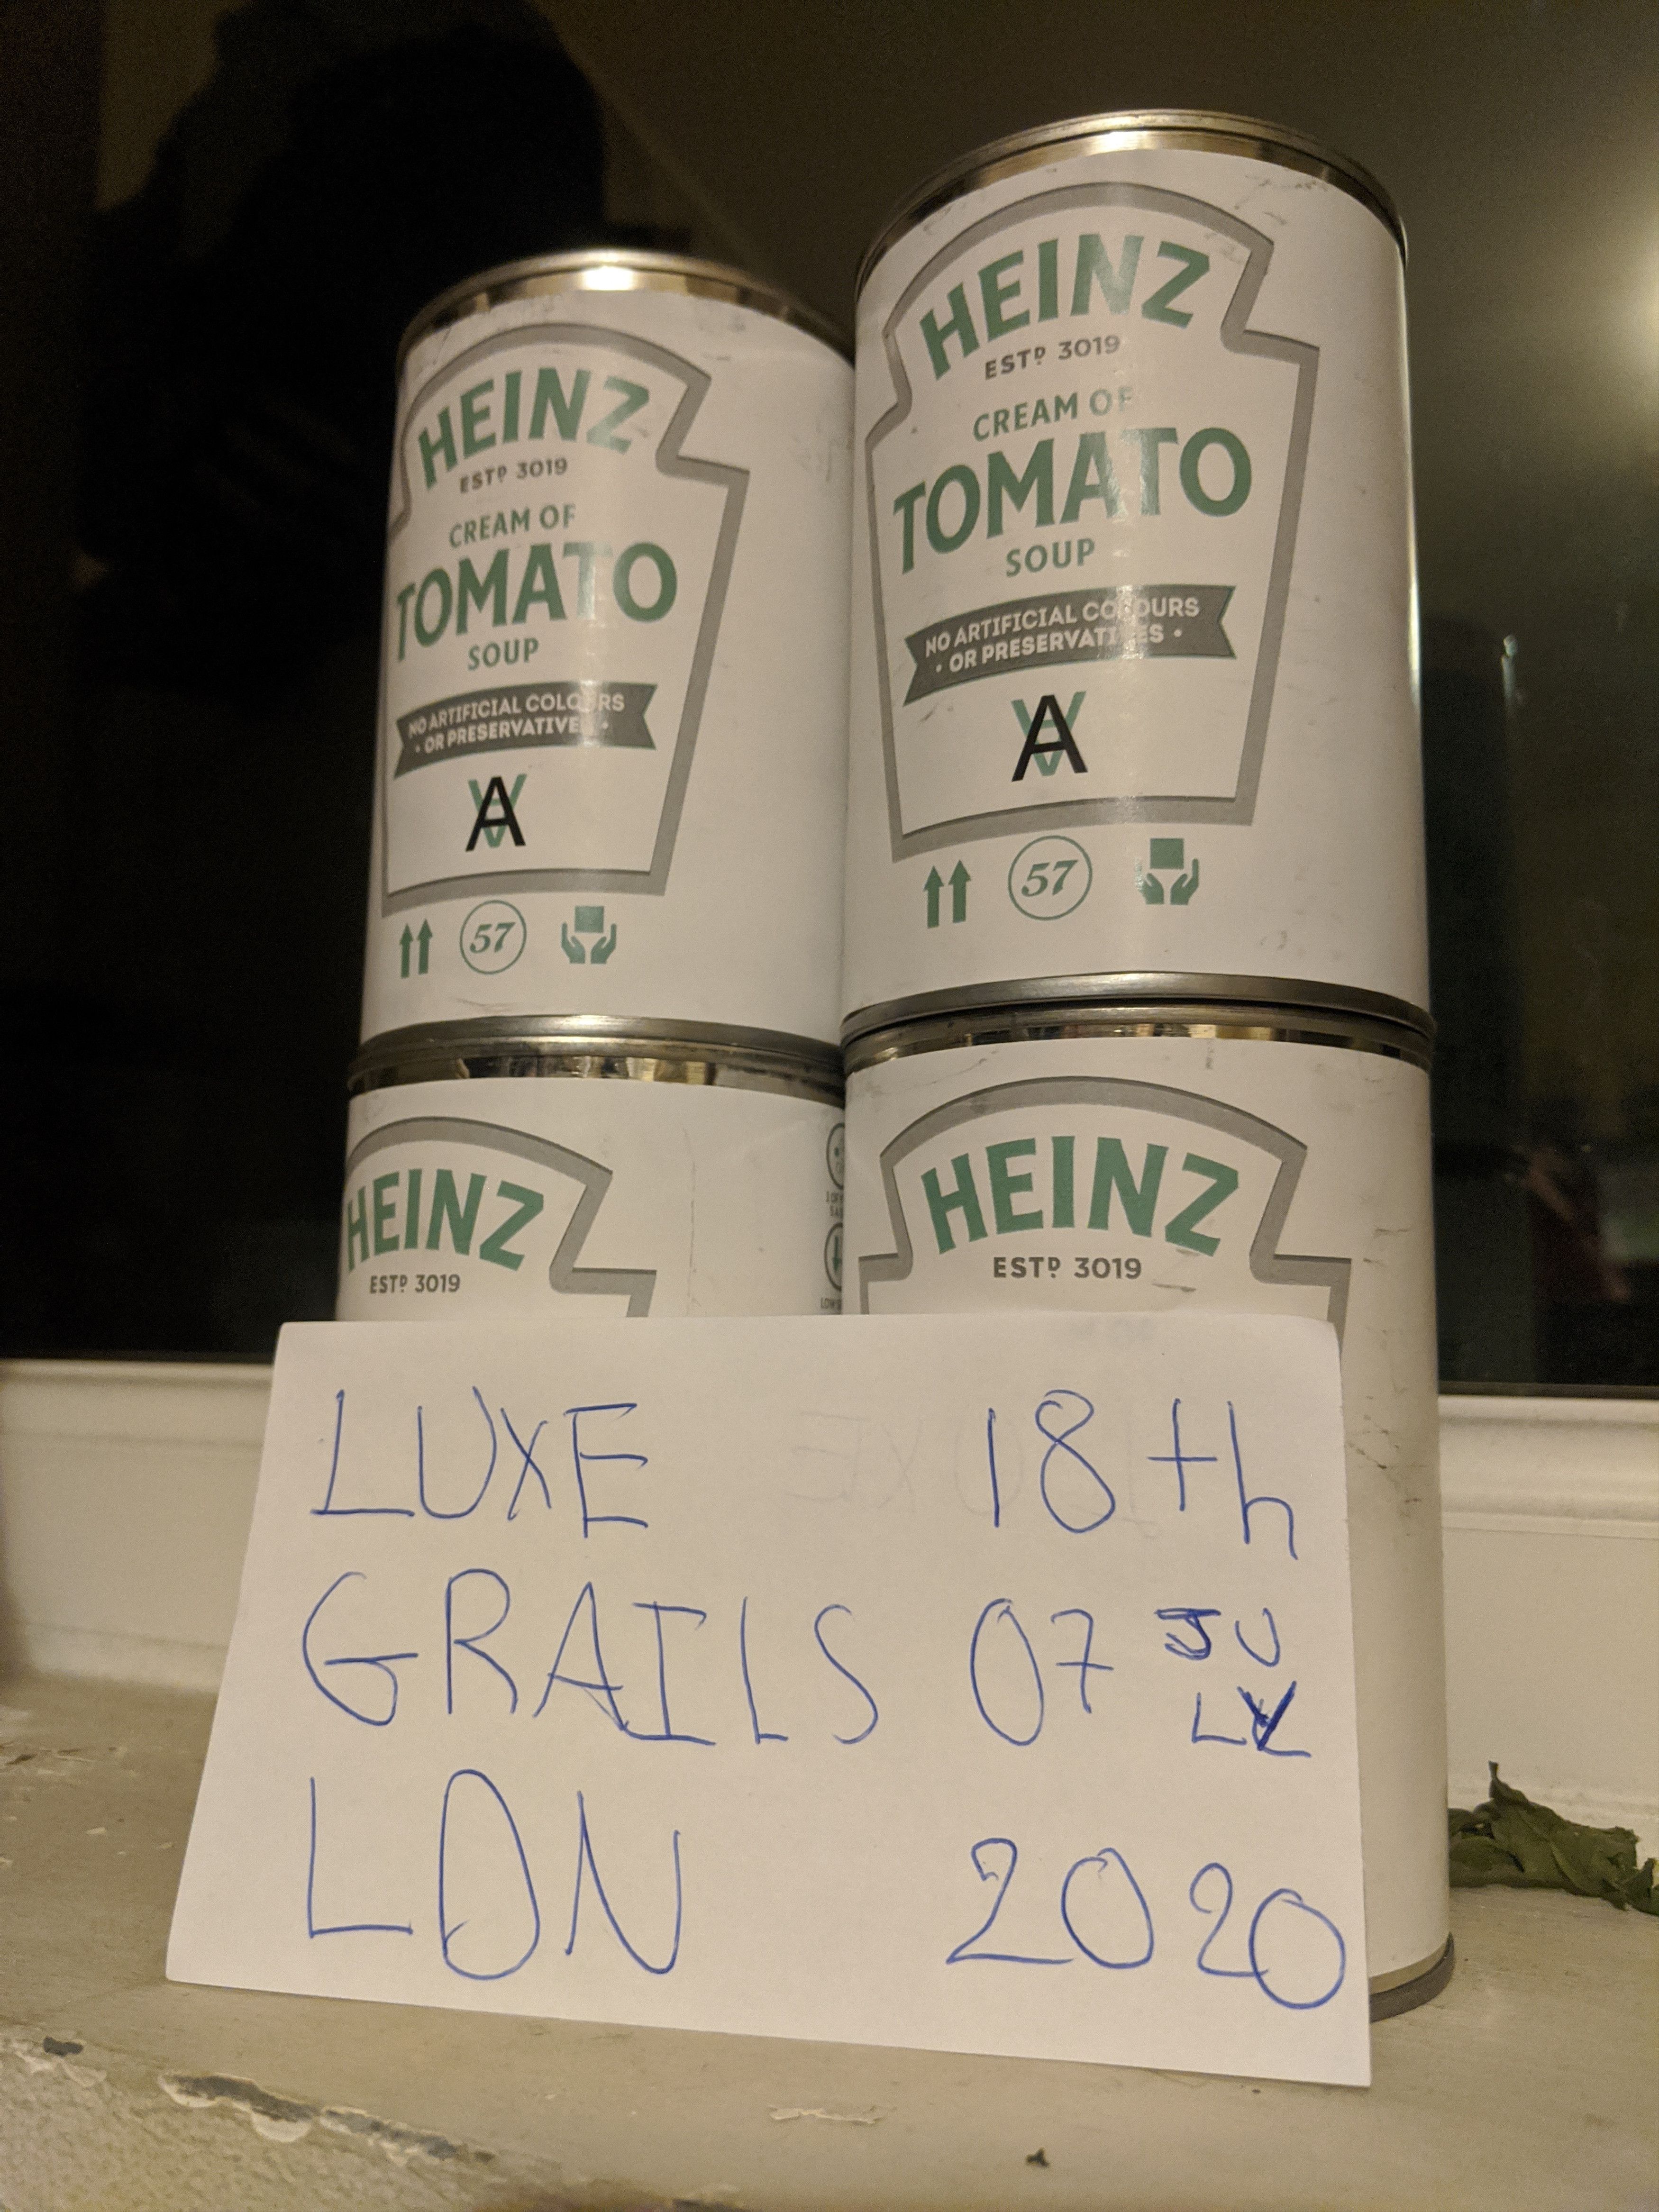 HEINZ
ESTD 3019
CREAM OF
TOMATO
SOUP
NO ARTIFICIAL COLOURS
• OR PRESERVATIVES •
VA
57
HEINZ
ESTD 3019
CREAM OF
TOMATO
SOUP
NO ARTIFICIAL COLOURS
• OR PRESERVATIVES •
VA
57
HEINZ
ESTD 3019
HEINZ
ESTD 3019
LUXE 18th
GRAILS 07 JU
LY
LDN 2020